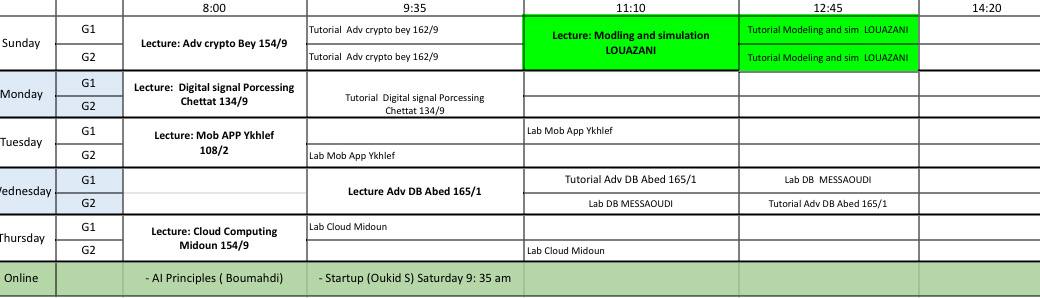 8:00 9:35 11:10 12:45 14:20
Sunday G1 Lecture: Adv crypto Bey 154/9 Tutorial Adv crypto bey 162/9 Lecture: Modling and simulation LOUAZANI Tutorial Modeling and sim LOUAZANI
G2 Tutorial Adv crypto bey 162/9 Tutorial Modeling and sim LOUAZANI
Monday G1 Lecture: Digital signal Porcessing Chettat 134/9 Tutorial Digital signal Porcessing Chettat 134/9
G2
Tuesday G1 Lecture: Mob APP Ykhlef 108/2 Lab Mob App Ykhlef
G2 Lab Mob App Ykhlef
Wednesday G1 Lecture Adv DB Abed 165/1 Tutorial Adv DB Abed 165/1 Lab DB MESSAOUDI
G2 Lab DB MESSAOUDI Tutorial Adv DB Abed 165/1
Thursday G1 Lecture: Cloud Computing Midoun 154/9 Lab Cloud Midoun
G2 Lab Cloud Midoun
Online - AI Principles ( Boumahdi) - Startup (Oukid S) Saturday 9: 35 am